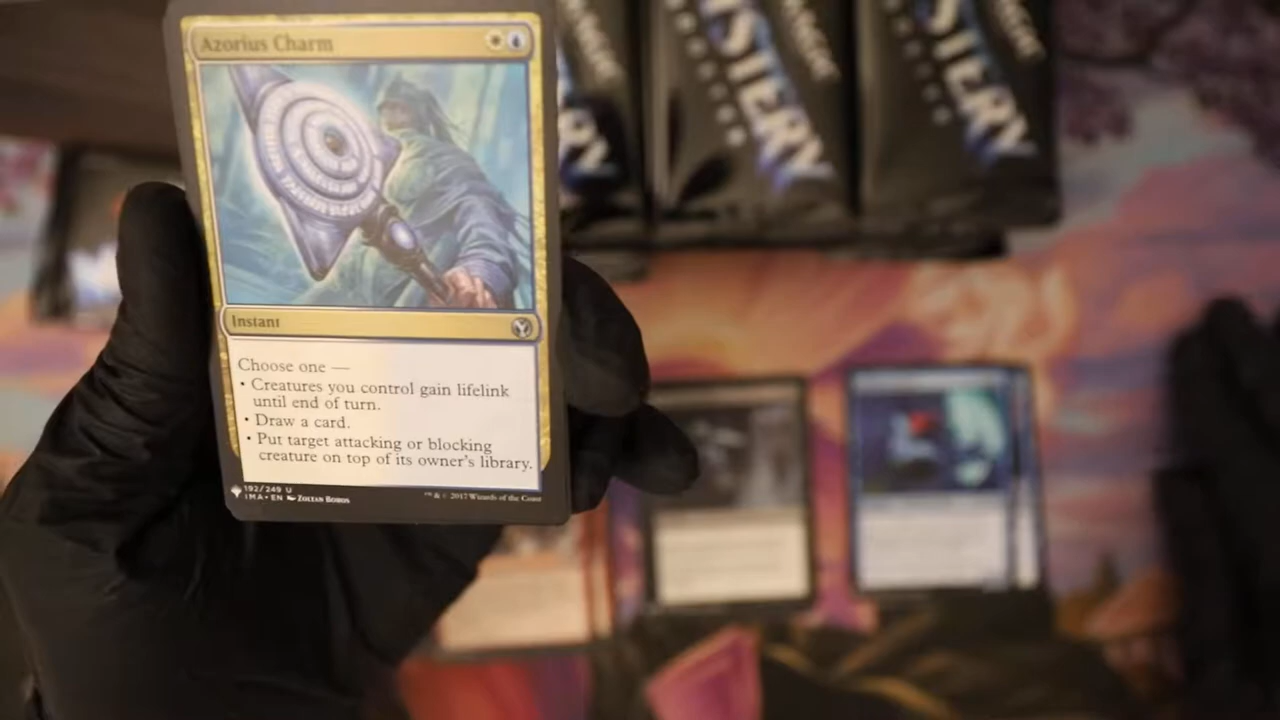 Azorius Charm
Instant
Choose one —
• Creatures you control gain lifelink
until end of turn.
• Draw a card.
• Put target attacking or blocking
creature on top of its owner's library.
192/249 U
IMA • EN Zoltan Boros
™ & © 2017 Wizards of the Coast